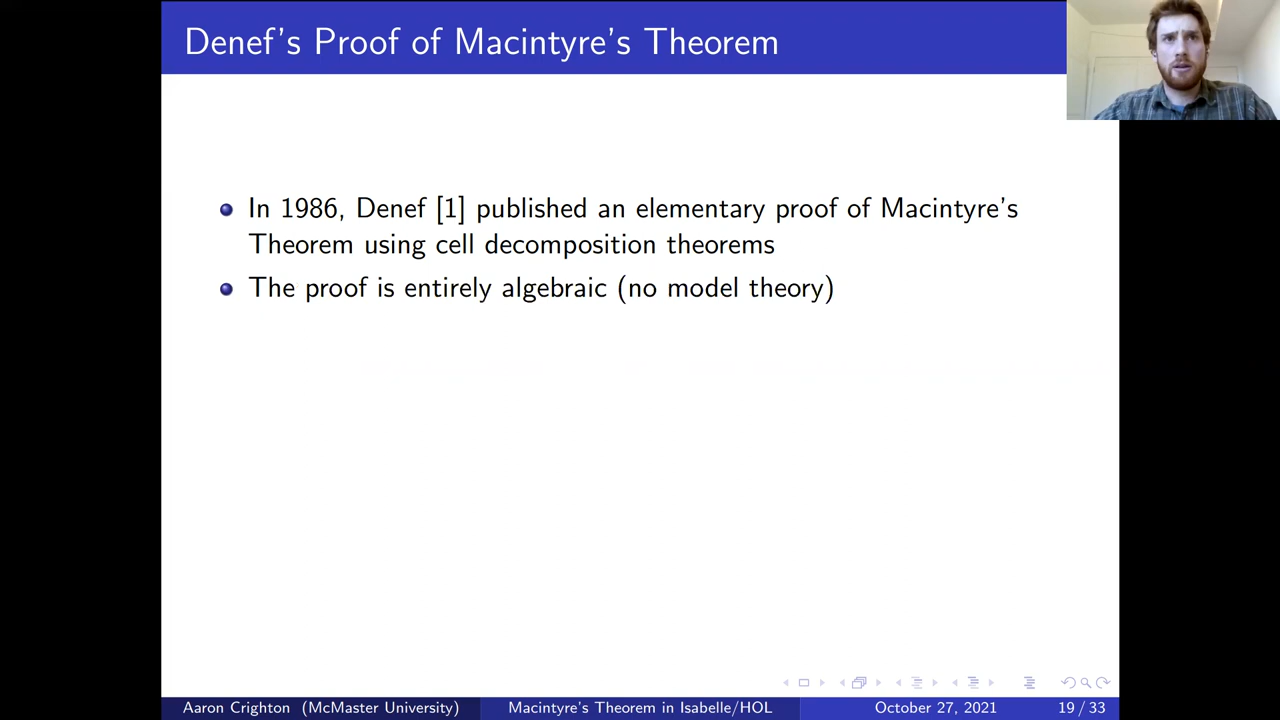 Denef's Proof of Macintyre's Theorem
In 1986, Denef [1] published an elementary proof of Macintyre's
Theorem using cell decomposition theorems
The proof is entirely algebraic (no model theory)
Aaron Crighton (McMaster University) Macintyre's Theorem in Isabelle/HOL October 27, 2021 19 / 33